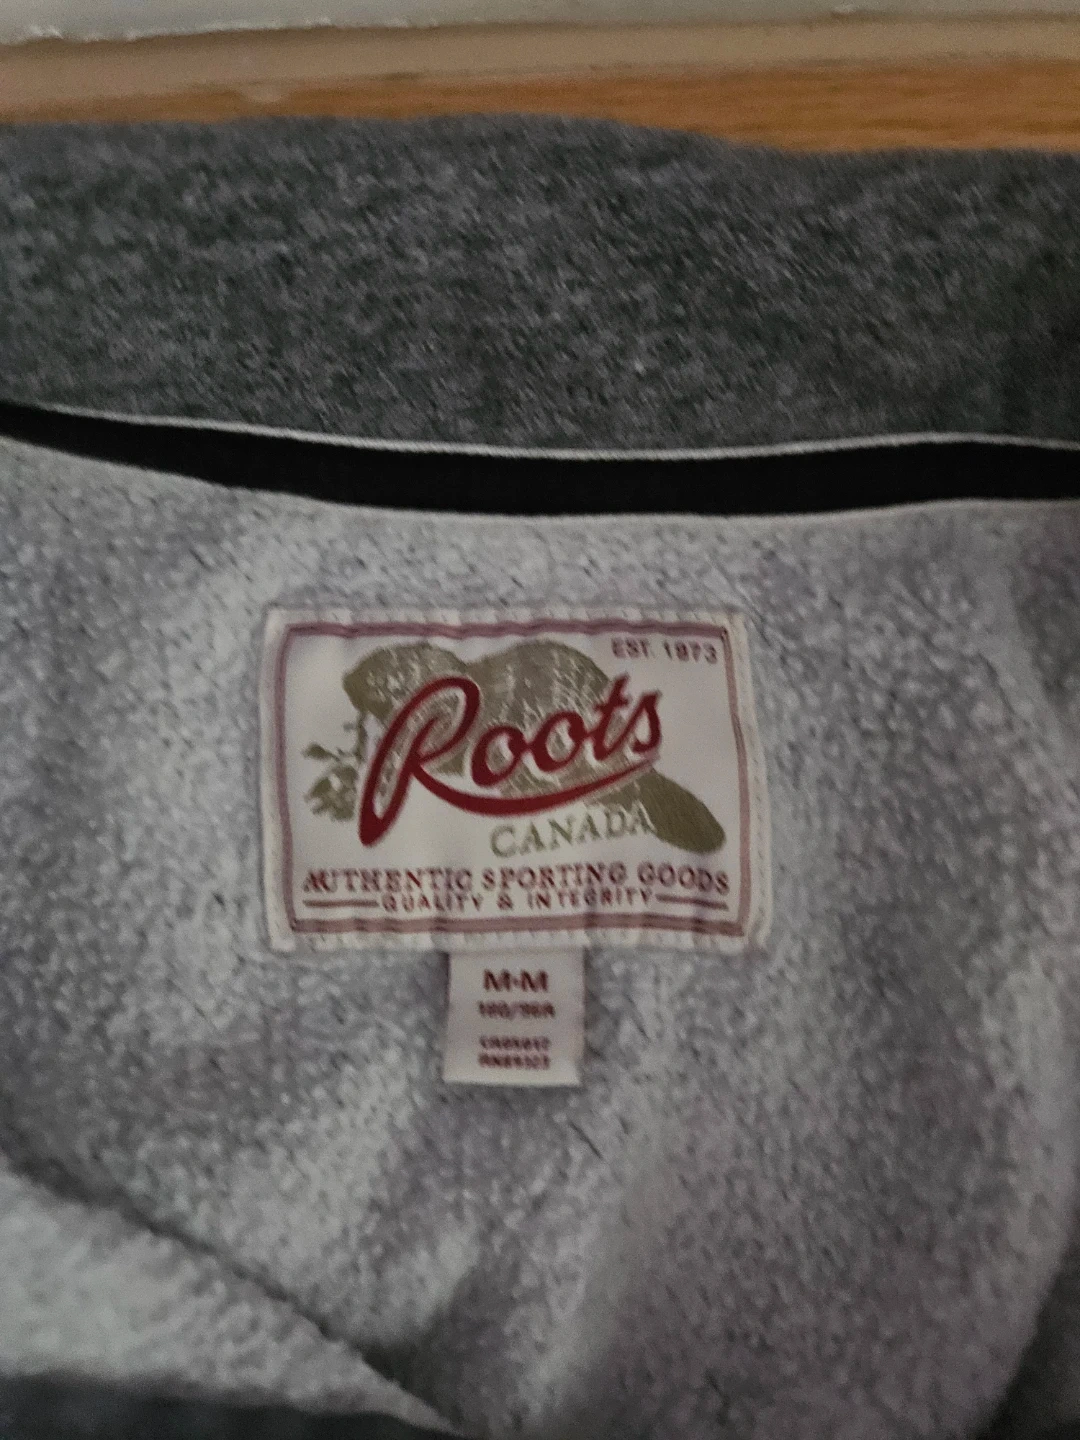 EST. 1973
Roots
CANADA
AUTHENTIC SPORTING GOODS
QUALITY & INTEGRITY
M•M